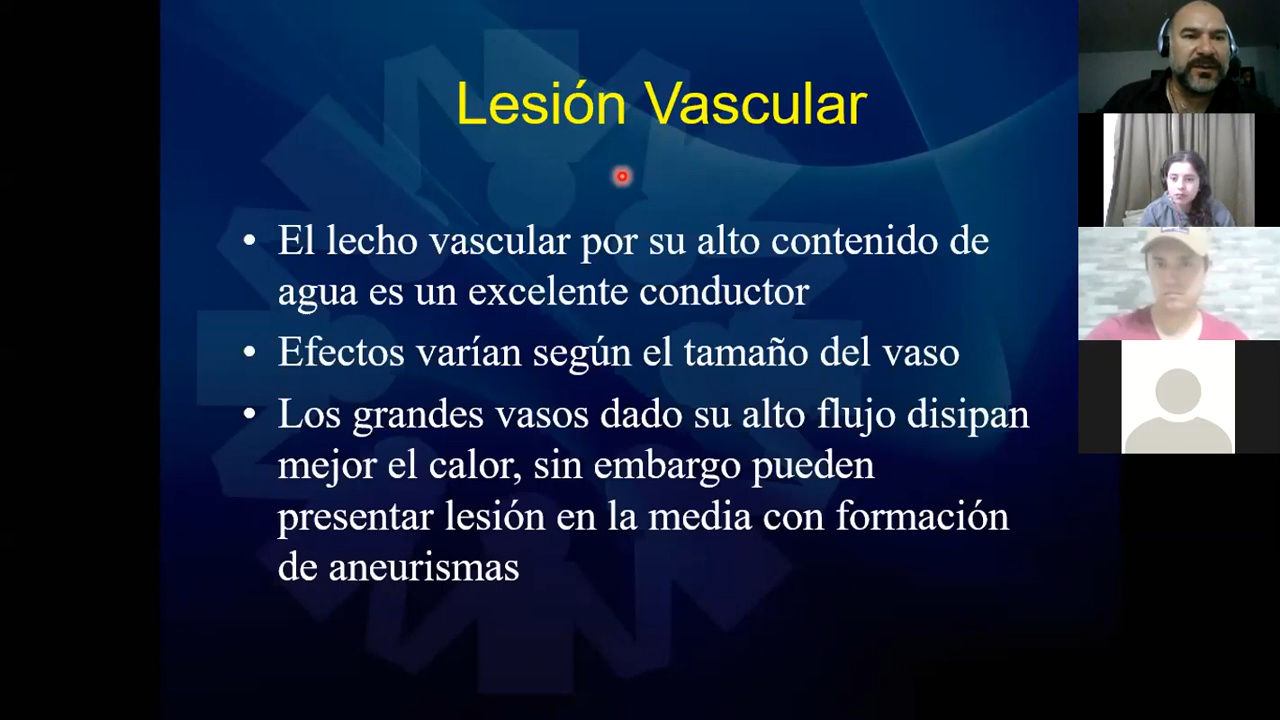 Lesión Vascular
• El lecho vascular por su alto contenido de
agua es un excelente conductor
• Efectos varían según el tamaño del vaso
• Los grandes vasos dado su alto flujo disipan
mejor el calor, sin embargo pueden
presentar lesión en la media con formación
de aneurismas